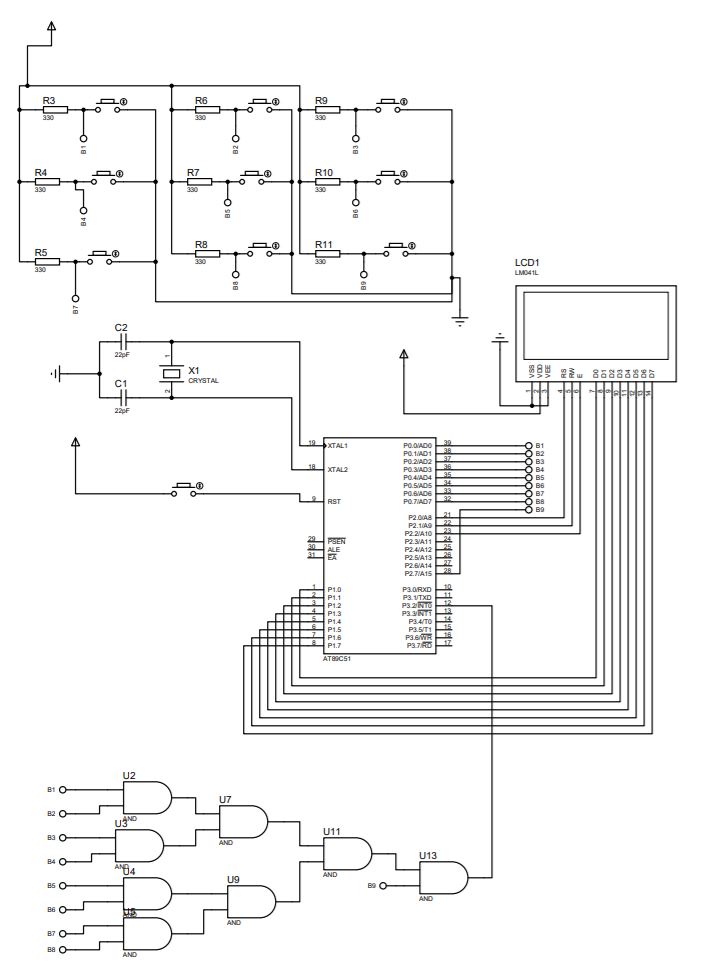 R3
330
B1
R6
330
B2
R9
330
B3
R4
330
B4
R7
330
B5
R10
330
B6
R5
330
B7
R8
330
B8
R11
330
B9
LCD1
LM041L
VSS
VDD
VEE
RS
RW
E
D0
D1
D2
D3
D4
D5
D6
D7
1
2
3
4
5
6
7
8
9
10
11
12
13
14
C2
22pF
C1
22pF
1
2
X1
CRYSTAL
19 XTAL1
18 XTAL2
9 RST
29 PSEN
30 ALE
31 EA
1 P1.0
2 P1.1
3 P1.2
4 P1.3
5 P1.4
6 P1.5
7 P1.6
8 P1.7
P0.0/AD0 39 B1
P0.1/AD1 38 B2
P0.2/AD2 37 B3
P0.3/AD3 36 B4
P0.4/AD4 35 B5
P0.5/AD5 34 B6
P0.6/AD6 33 B7
P0.7/AD7 32 B8
B9
P2.0/A8 21
P2.1/A9 22
P2.2/A10 23
P2.3/A11 24
P2.4/A12 25
P2.5/A13 26
P2.6/A14 27
P2.7/A15 28
P3.0/RXD 10
P3.1/TXD 11
P3.2/INT0 12
P3.3/INT1 13
P3.4/T0 14
P3.5/T1 15
P3.6/WR 16
P3.7/RD 17
AT89C51
U2
B1
B2
AND
U3
B3
B4
AND
U4
B5
B6
AND
U5
B7
B8
AND
U7
AND
U9
AND
U11
AND
U13
B9
AND